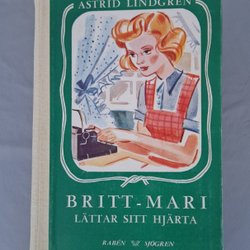 ASTRID LINDGREN
BRITT-MARI
LÄTTAR SITT HJÄRTA
RABÉN SJÖGREN